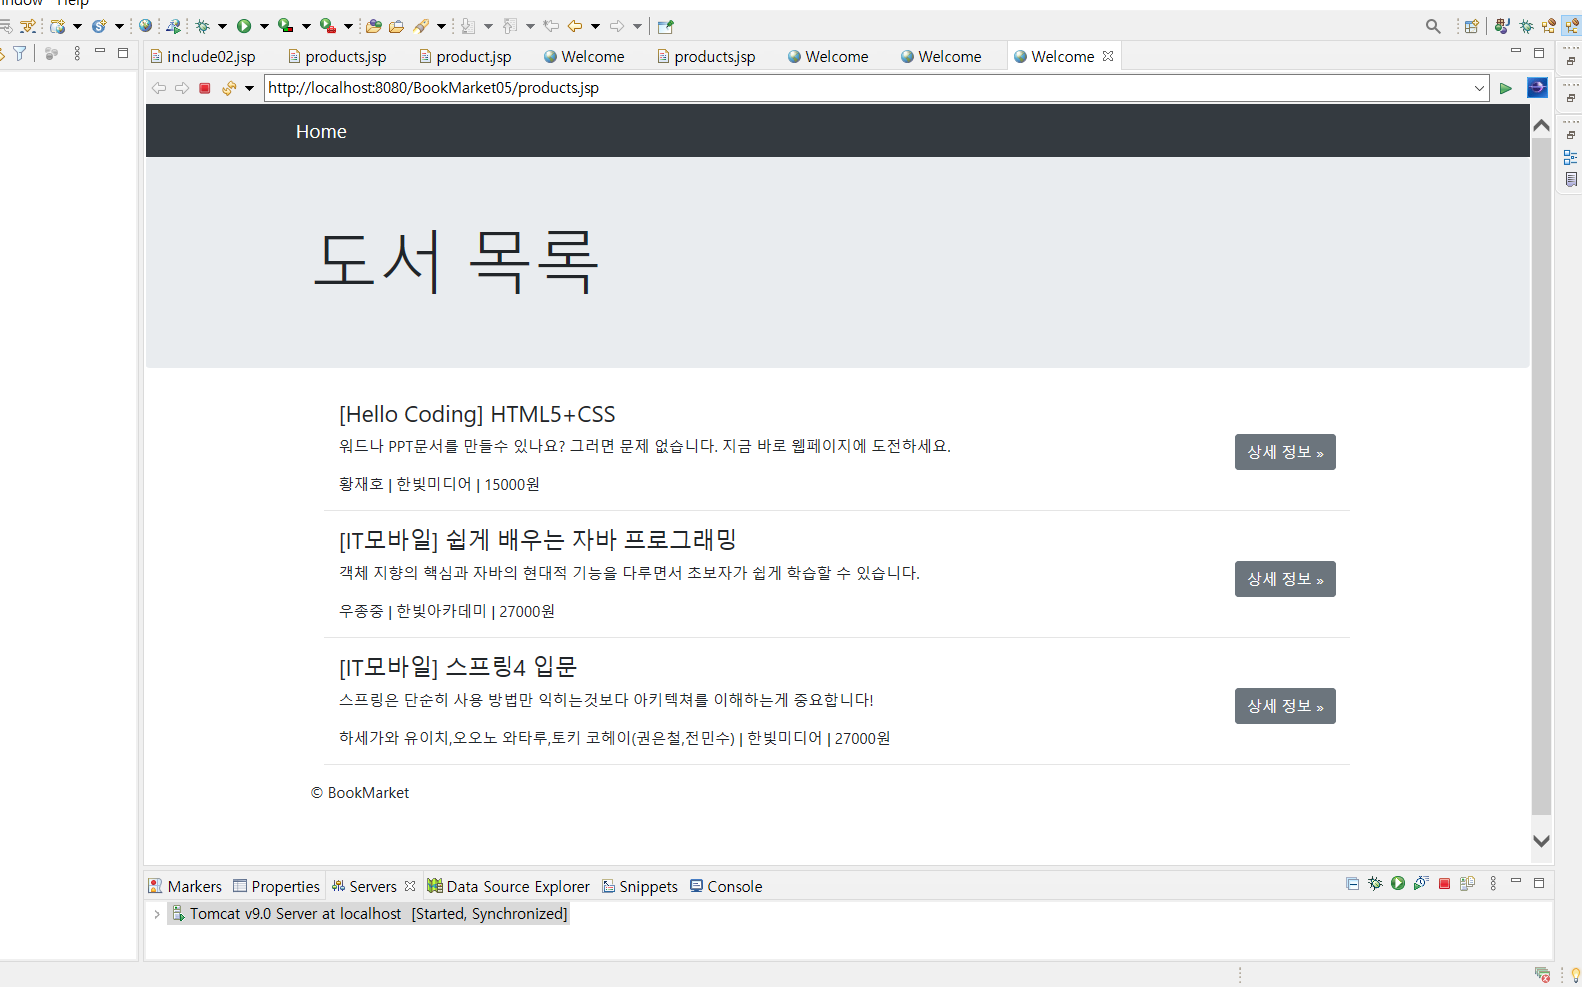 Help
include02.jsp products.jsp product.jsp Welcome products.jsp Welcome Welcome Welcome
http://localhost:8080/BookMarket05/products.jsp
Home
도서 목록
[Hello Coding] HTML5+CSS
워드나 PPT문서를 만들수 있나요? 그러면 문제 없습니다. 지금 바로 웹페이지에 도전하세요.
상세 정보 »
황재호 | 한빛미디어 | 15000원
[IT모바일] 쉽게 배우는 자바 프로그래밍
객체 지향의 핵심과 자바의 현대적 기능을 다루면서 초보자가 쉽게 학습할 수 있습니다.
상세 정보 »
우종중 | 한빛아카데미 | 27000원
[IT모바일] 스프링4 입문
스프링은 단순히 사용 방법만 익히는것보다 아키텍쳐를 이해하는게 중요합니다!
상세 정보 »
하세가와 유이치,오오노 와타루,토키 코헤이(권은철,전민수) | 한빛미디어 | 27000원
© BookMarket
Markers Properties Servers Data Source Explorer Snippets Console
Tomcat v9.0 Server at localhost [Started, Synchronized]